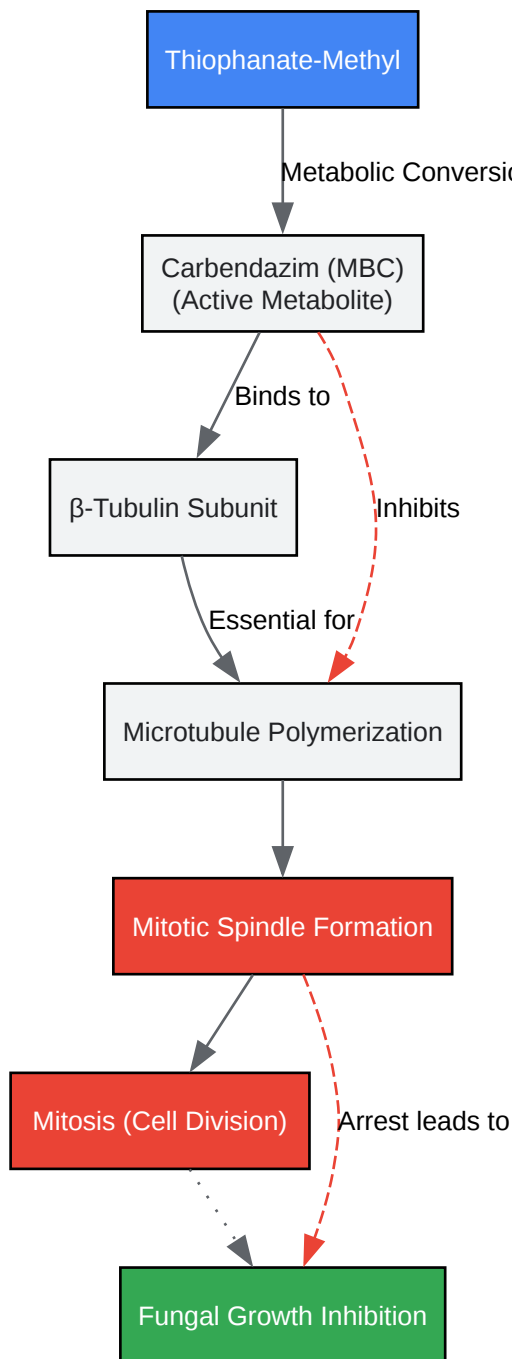 Thiophanate-Methyl
Metabolic Conversio
Carbendazim (MBC)
(Active Metabolite)
Binds to
β-Tubulin Subunit
Inhibits
Essential for
Microtubule Polymerization
Mitotic Spindle Formation
Mitosis (Cell Division)
Arrest leads to
Fungal Growth Inhibition